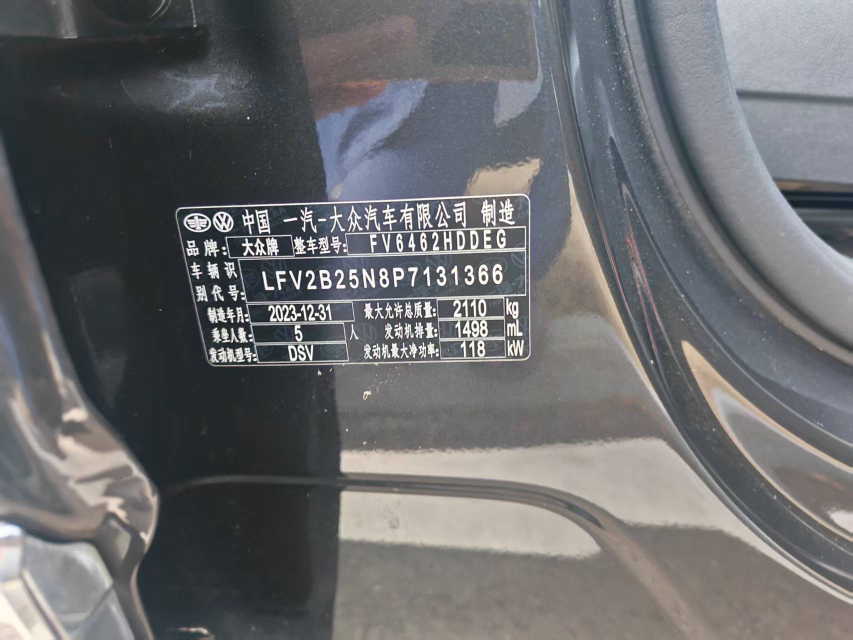 中国 一汽-大众汽车有限公司 制造
品牌: 大众牌 整车型号: FV6462HDDEG
车辆识别代号: LFV2B25N8P7131366
制造年月: 2023-12-31 最大允许总质量: 2110 kg
乘坐人数: 5 人 发动机排量: 1498 mL
发动机型号: DSV 发动机最大净功率: 118 kW